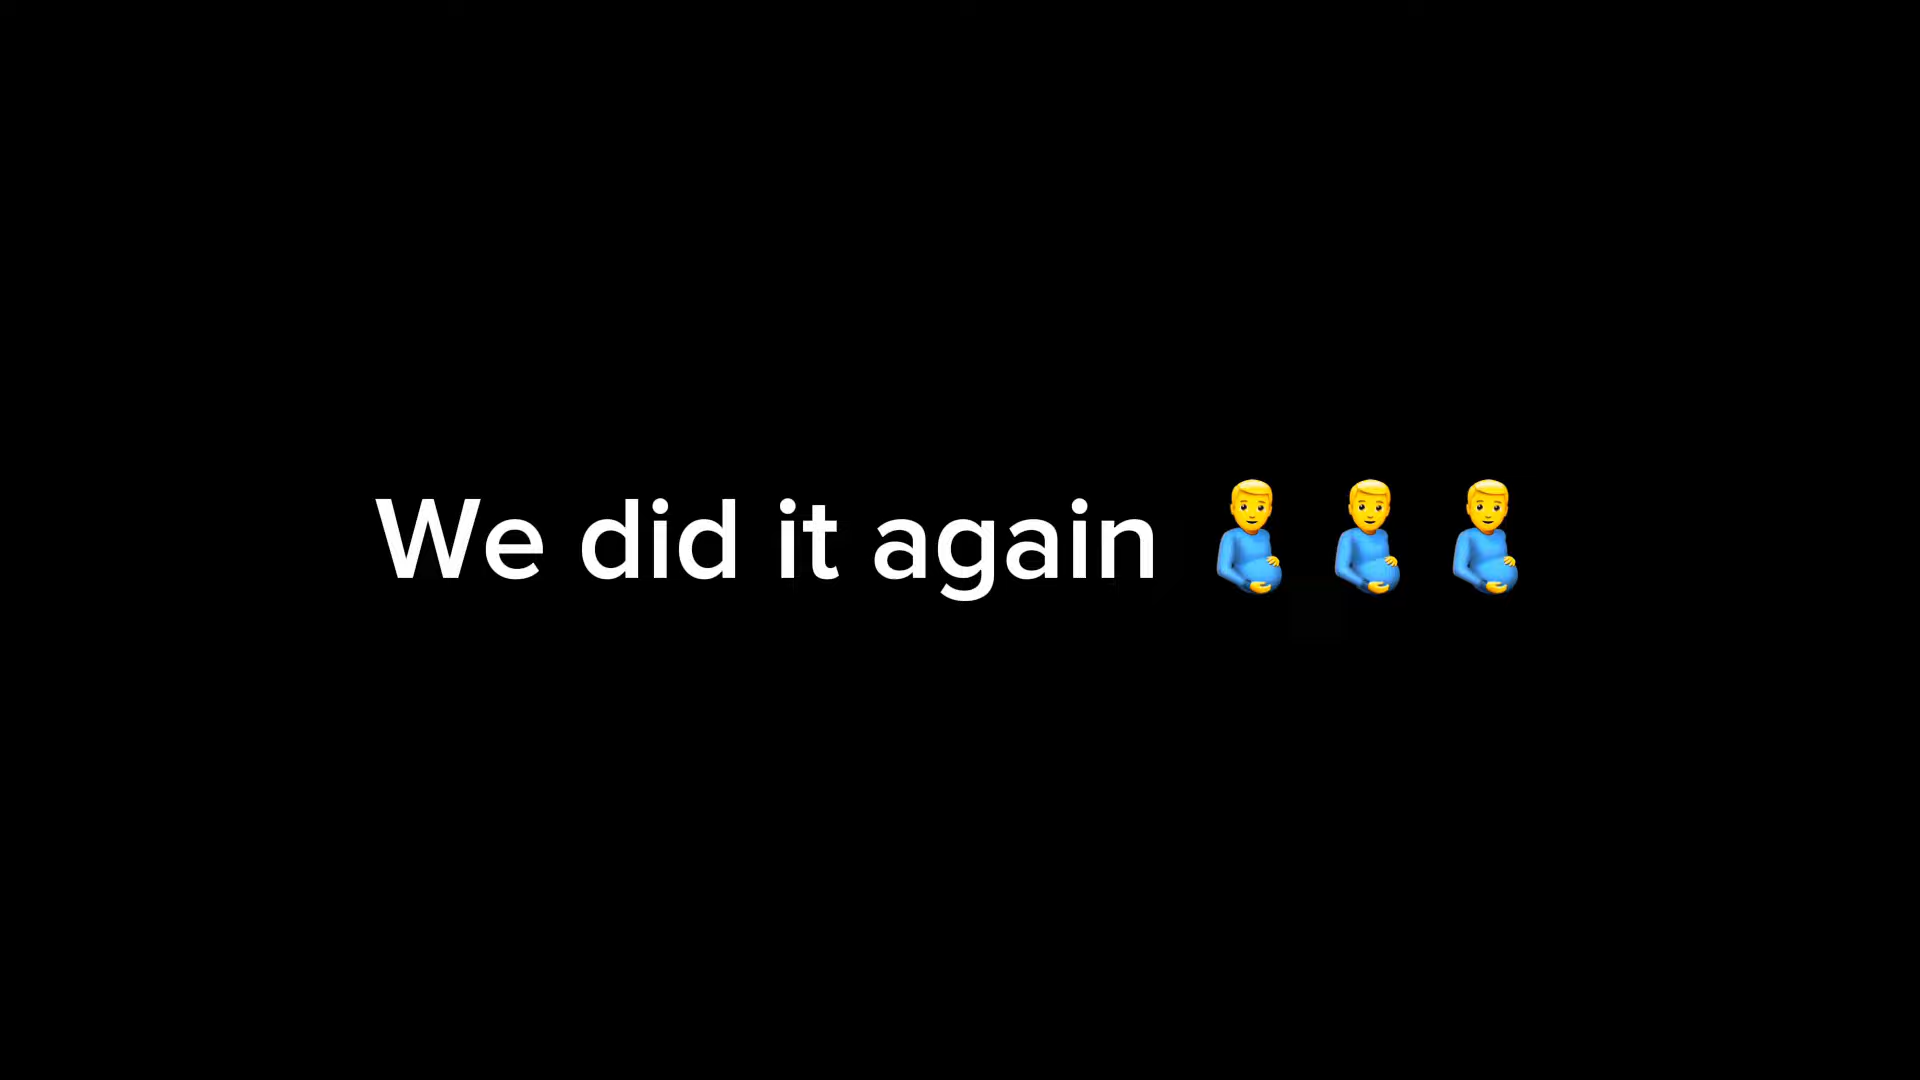 We did it again 🫃🫃🫃